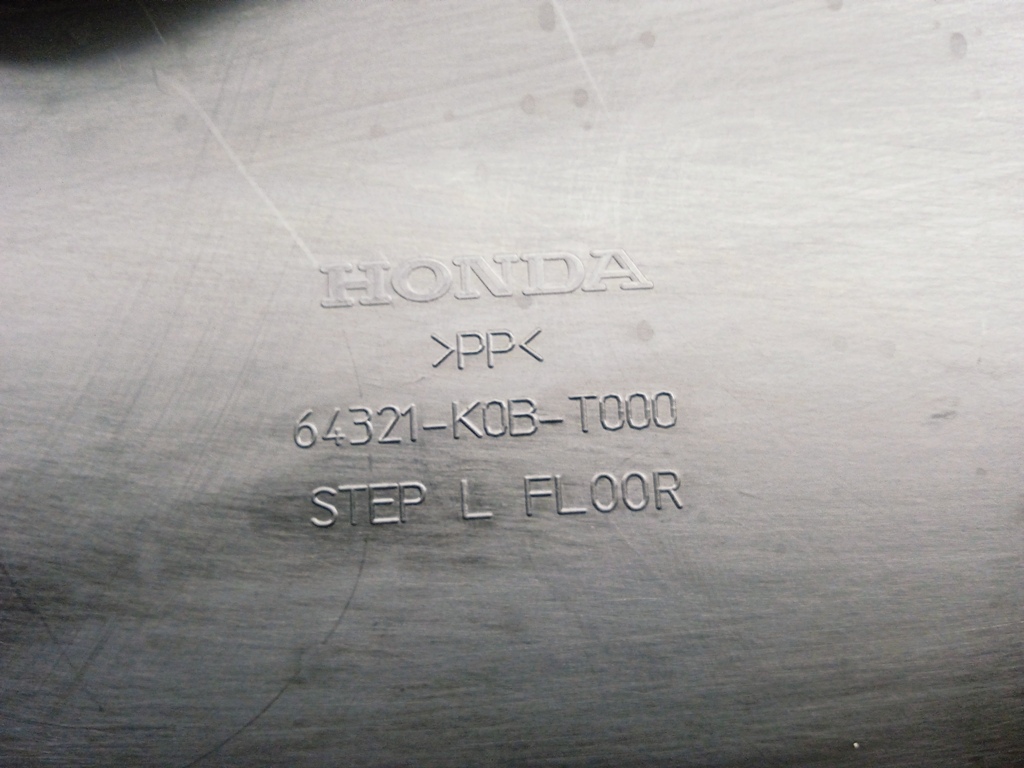 HONDA
>PP<
64321-K0B-T000
STEP L FLOOR